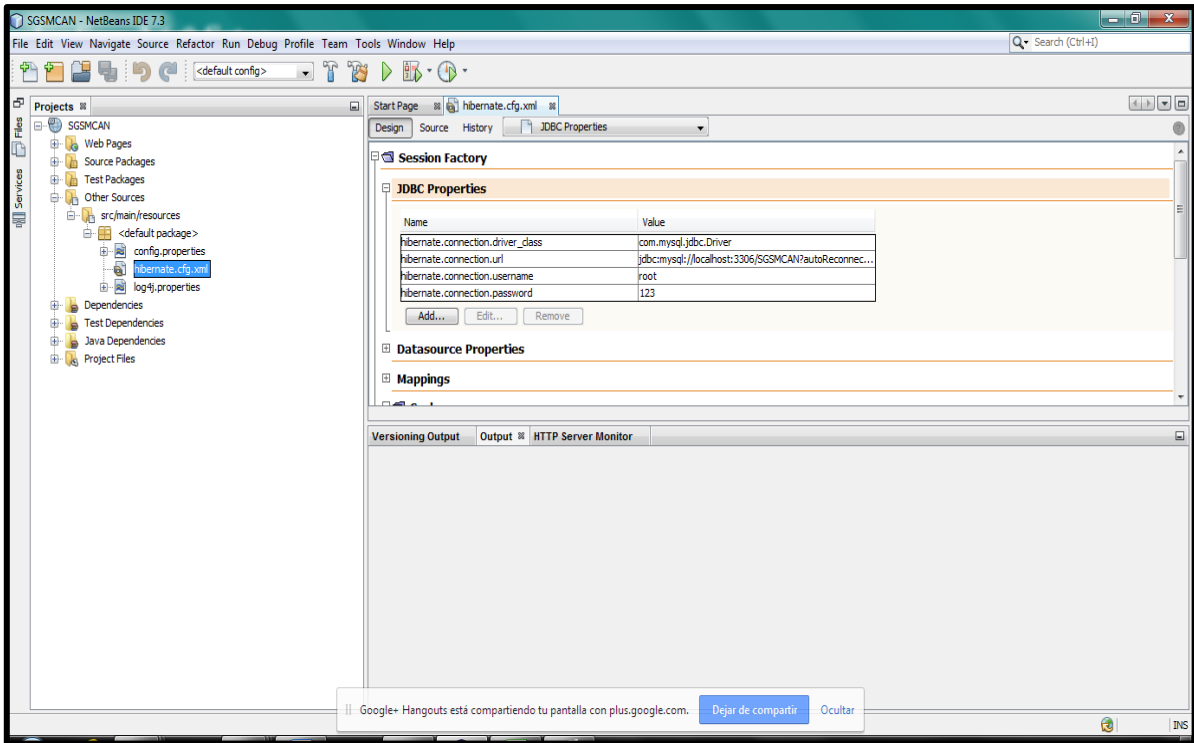 SGSMCAN - NetBeans IDE 7.3
File Edit View Navigate Source Refactor Run Debug Profile Team Tools Window Help
Search (Ctrl+I)
<default config>
Files
Services
Projects
SGSMCAN
Web Pages
Source Packages
Test Packages
Other Sources
src/main/resources
<default package>
config.properties
hibernate.cfg.xml
log4j.properties
Dependencies
Test Dependencies
Java Dependencies
Project Files
Start Page hibernate.cfg.xml
Design Source History JDBC Properties
Session Factory
JDBC Properties
Name Value
hibernate.connection.driver_class com.mysql.jdbc.Driver
hibernate.connection.url jdbc:mysql://localhost:3306/SGSMCAN?autoReconnec...
hibernate.connection.username root
hibernate.connection.password 123
Add... Edit... Remove
Datasource Properties
Mappings
Versioning Output Output HTTP Server Monitor
Google+ Hangouts está compartiendo tu pantalla con plus.google.com. Dejar de compartir Ocultar
INS